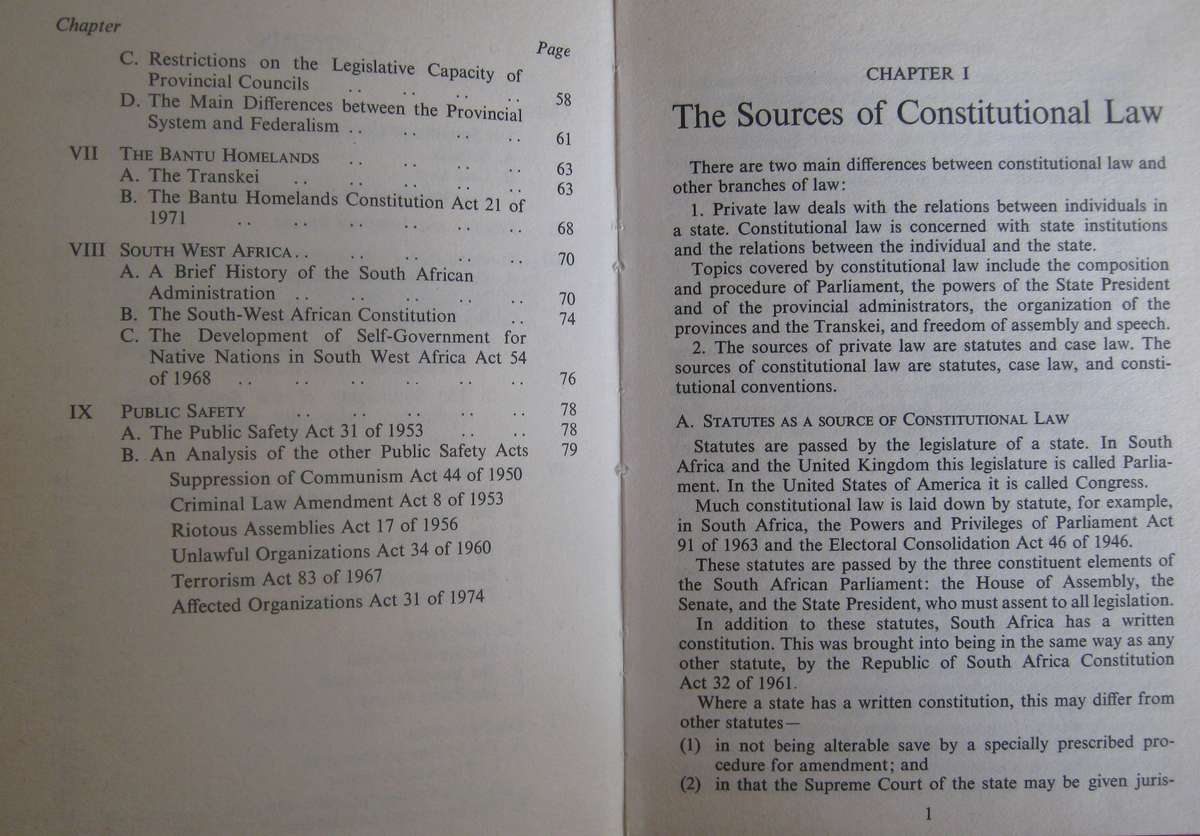 Chapter
Page
C. Restrictions on the Legislative Capacity of
Provincial Councils .. .. .. .. 58
D. The Main Differences between the Provincial
System and Federalism .. .. .. .. 61
VII THE BANTU HOMELANDS .. .. .. .. 63
A. The Transkei .. .. .. .. .. 63
B. The Bantu Homelands Constitution Act 21 of
1971 .. .. .. .. .. .. 68
VIII SOUTH WEST AFRICA .. .. .. .. .. 70
A. A Brief History of the South African
Administration .. .. .. .. .. 70
B. The South-West African Constitution .. 74
C. The Development of Self-Government for
Native Nations in South West Africa Act 54
of 1968 .. .. .. .. .. .. 76
IX PUBLIC SAFETY .. .. .. .. .. 78
A. The Public Safety Act 31 of 1953 .. .. 78
B. An Analysis of the other Public Safety Acts 79
Suppression of Communism Act 44 of 1950
Criminal Law Amendment Act 8 of 1953
Riotous Assemblies Act 17 of 1956
Unlawful Organizations Act 34 of 1960
Terrorism Act 83 of 1967
Affected Organizations Act 31 of 1974
CHAPTER I
The Sources of Constitutional Law
There are two main differences between constitutional law and
other branches of law:
1. Private law deals with the relations between individuals in
a state. Constitutional law is concerned with state institutions
and the relations between the individual and the state.
Topics covered by constitutional law include the composition
and procedure of Parliament, the powers of the State President
and of the provincial administrators, the organization of the
provinces and the Transkei, and freedom of assembly and speech.
2. The sources of private law are statutes and case law. The
sources of constitutional law are statutes, case law, and consti-
tutional conventions.
A. STATUTES AS A SOURCE OF CONSTITUTIONAL LAW
Statutes are passed by the legislature of a state. In South
Africa and the United Kingdom this legislature is called Parlia-
ment. In the United States of America it is called Congress.
Much constitutional law is laid down by statute, for example,
in South Africa, the Powers and Privileges of Parliament Act
91 of 1963 and the Electoral Consolidation Act 46 of 1946.
These statutes are passed by the three constituent elements of
the South African Parliament: the House of Assembly, the
Senate, and the State President, who must assent to all legislation.
In addition to these statutes, South Africa has a written
constitution. This was brought into being in the same way as any
other statute, by the Republic of South Africa Constitution
Act 32 of 1961.
Where a state has a written constitution, this may differ from
other statutes—
(1) in not being alterable save by a specially prescribed pro-
cedure for amendment; and
(2) in that the Supreme Court of the state may be given juris-
1